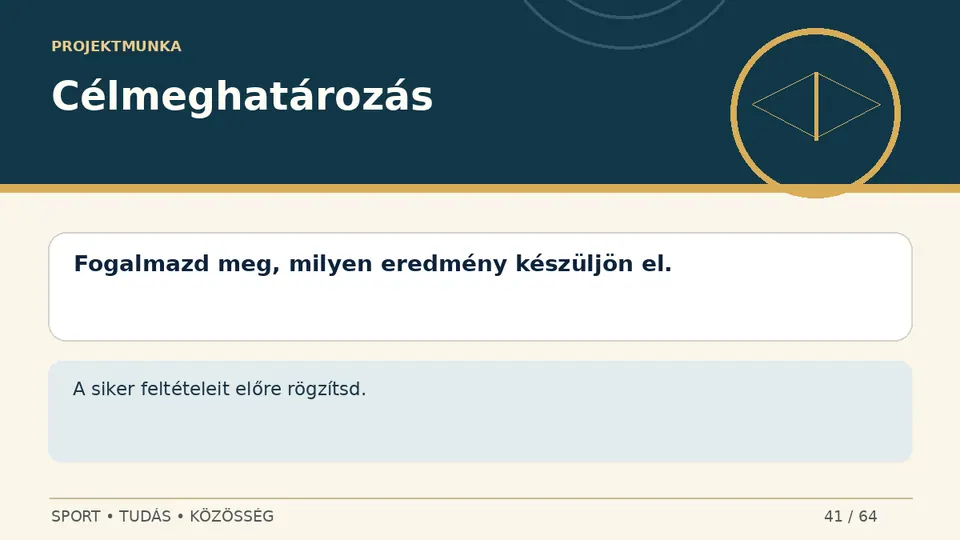 PROJEKTMUNKA
Célmeghatározás
Fogalmazd meg, milyen eredmény készüljön el.
A siker feltételeit előre rögzítsd.
SPORT • TUDÁS • KÖZÖSSÉG
41 / 64